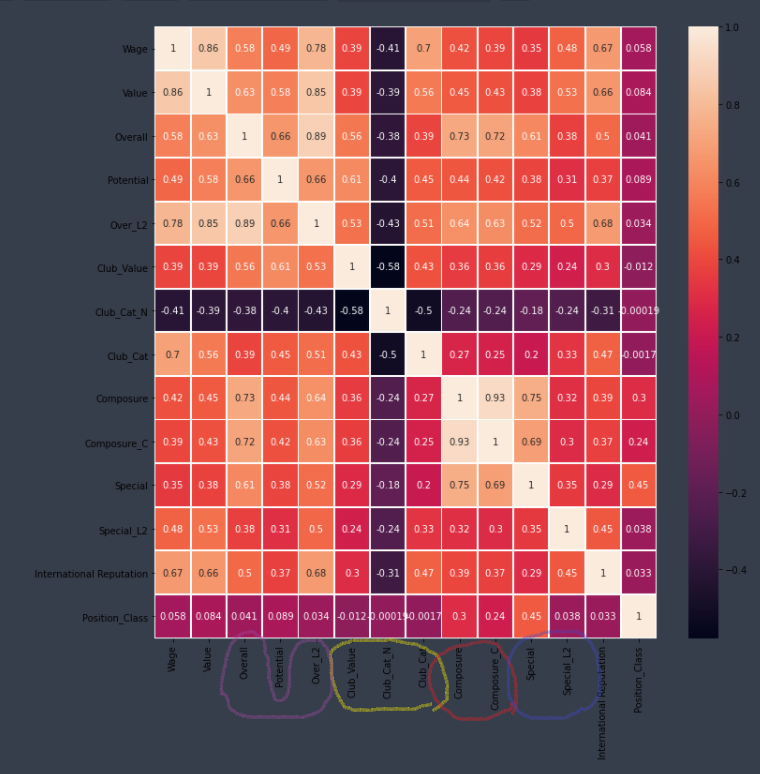 1.0
Wage 1 0.86 0.58 0.49 0.78 0.39 -0.41 0.7 0.42 0.39 0.35 0.48 0.67 0.058
Value 0.86 1 0.63 0.58 0.85 0.39 -0.39 0.56 0.45 0.43 0.38 0.53 0.66 0.084
0.8
Overall 0.58 0.63 1 0.66 0.89 0.56 -0.38 0.39 0.73 0.72 0.61 0.38 0.5 0.041
Potential 0.49 0.58 0.66 1 0.66 0.61 -0.4 0.45 0.44 0.42 0.38 0.31 0.37 0.089
0.6
Over_L2 0.78 0.85 0.89 0.66 1 0.53 -0.43 0.51 0.64 0.63 0.52 0.5 0.68 0.034
Club_Value 0.39 0.39 0.56 0.61 0.53 1 -0.58 0.43 0.36 0.36 0.29 0.24 0.3 -0.012
0.4
Club_Cat_N -0.41 -0.39 -0.38 -0.4 -0.43 -0.58 1 -0.5 -0.24 -0.24 -0.18 -0.24 -0.31 -0.00019
0.2
Club_Cat 0.7 0.56 0.39 0.45 0.51 0.43 -0.5 1 0.27 0.25 0.2 0.33 0.47 -0.0017
Composure 0.42 0.45 0.73 0.44 0.64 0.36 -0.24 0.27 1 0.93 0.75 0.32 0.39 0.3
0.0
Composure_C 0.39 0.43 0.72 0.42 0.63 0.36 -0.24 0.25 0.93 1 0.69 0.3 0.37 0.24
Special 0.35 0.38 0.61 0.38 0.52 0.29 -0.18 0.2 0.75 0.69 1 0.35 0.29 0.45
−0.2
Special_L2 0.48 0.53 0.38 0.31 0.5 0.24 -0.24 0.33 0.32 0.3 0.35 1 0.45 0.038
International Reputation 0.67 0.66 0.5 0.37 0.68 0.3 -0.31 0.47 0.39 0.37 0.29 0.45 1 0.033
−0.4
Position_Class 0.058 0.084 0.041 0.089 0.034 -0.012 -0.00019 -0.0017 0.3 0.24 0.45 0.038 0.033 1
Wage
Value
Overall
Potential
Over_L2
Club_Value
Club_Cat_N
Club_Cat
Composure
Composure_C
Special
Special_L2
International Reputation
Position_Class